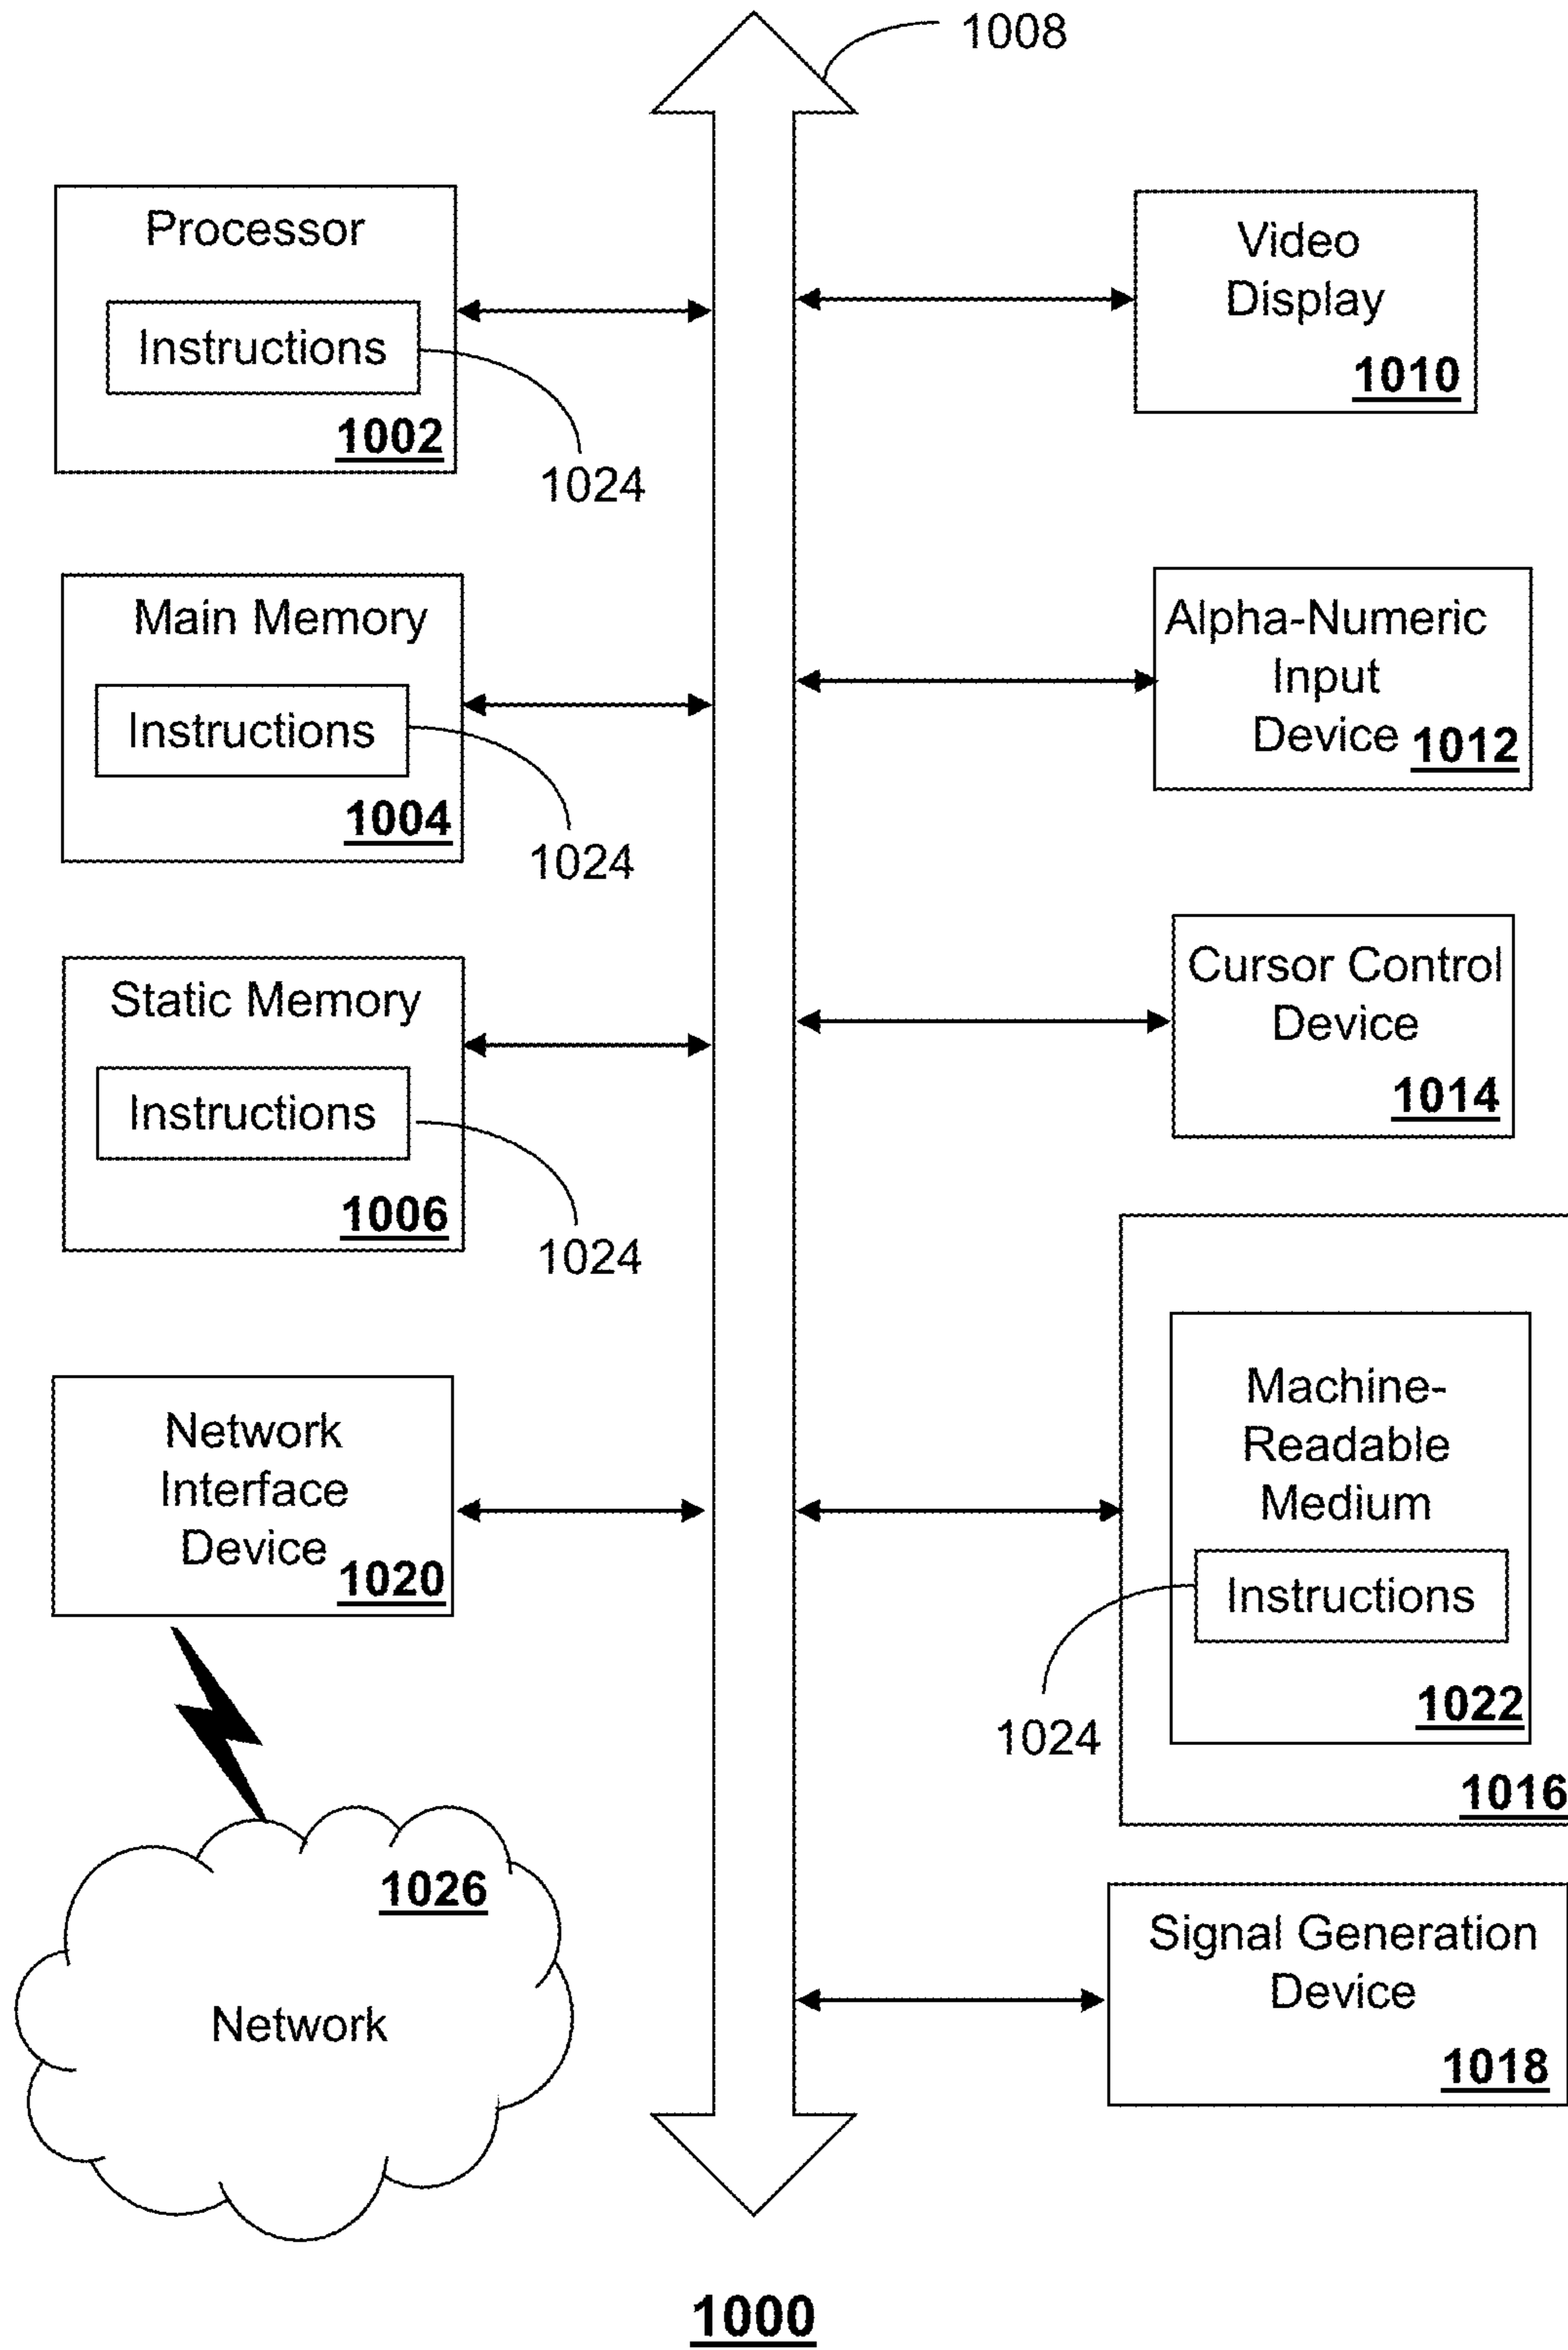 1008
Processor
Instructions
1002
1024
Video
Display
1010
Main Memory
Instructions
1004
1024
Alpha-Numeric
Input
Device 1012
Static Memory
Instructions
1006
1024
Cursor Control
Device
1014
Network
Interface
Device 1020
Machine-
Readable
Medium
Instructions
1022
1024
1016
1026
Network
Signal Generation
Device
1018
1000